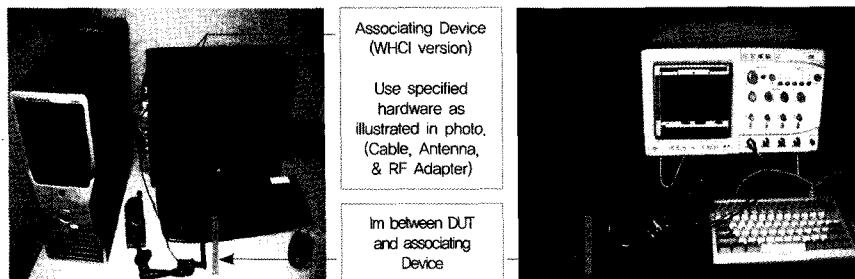 Associating Device
(WHCI version)
Use specified
hardware as
illustrated in photo.
(Cable, Antenna,
& RF Adapter)
Im between DUT
and associating
Device